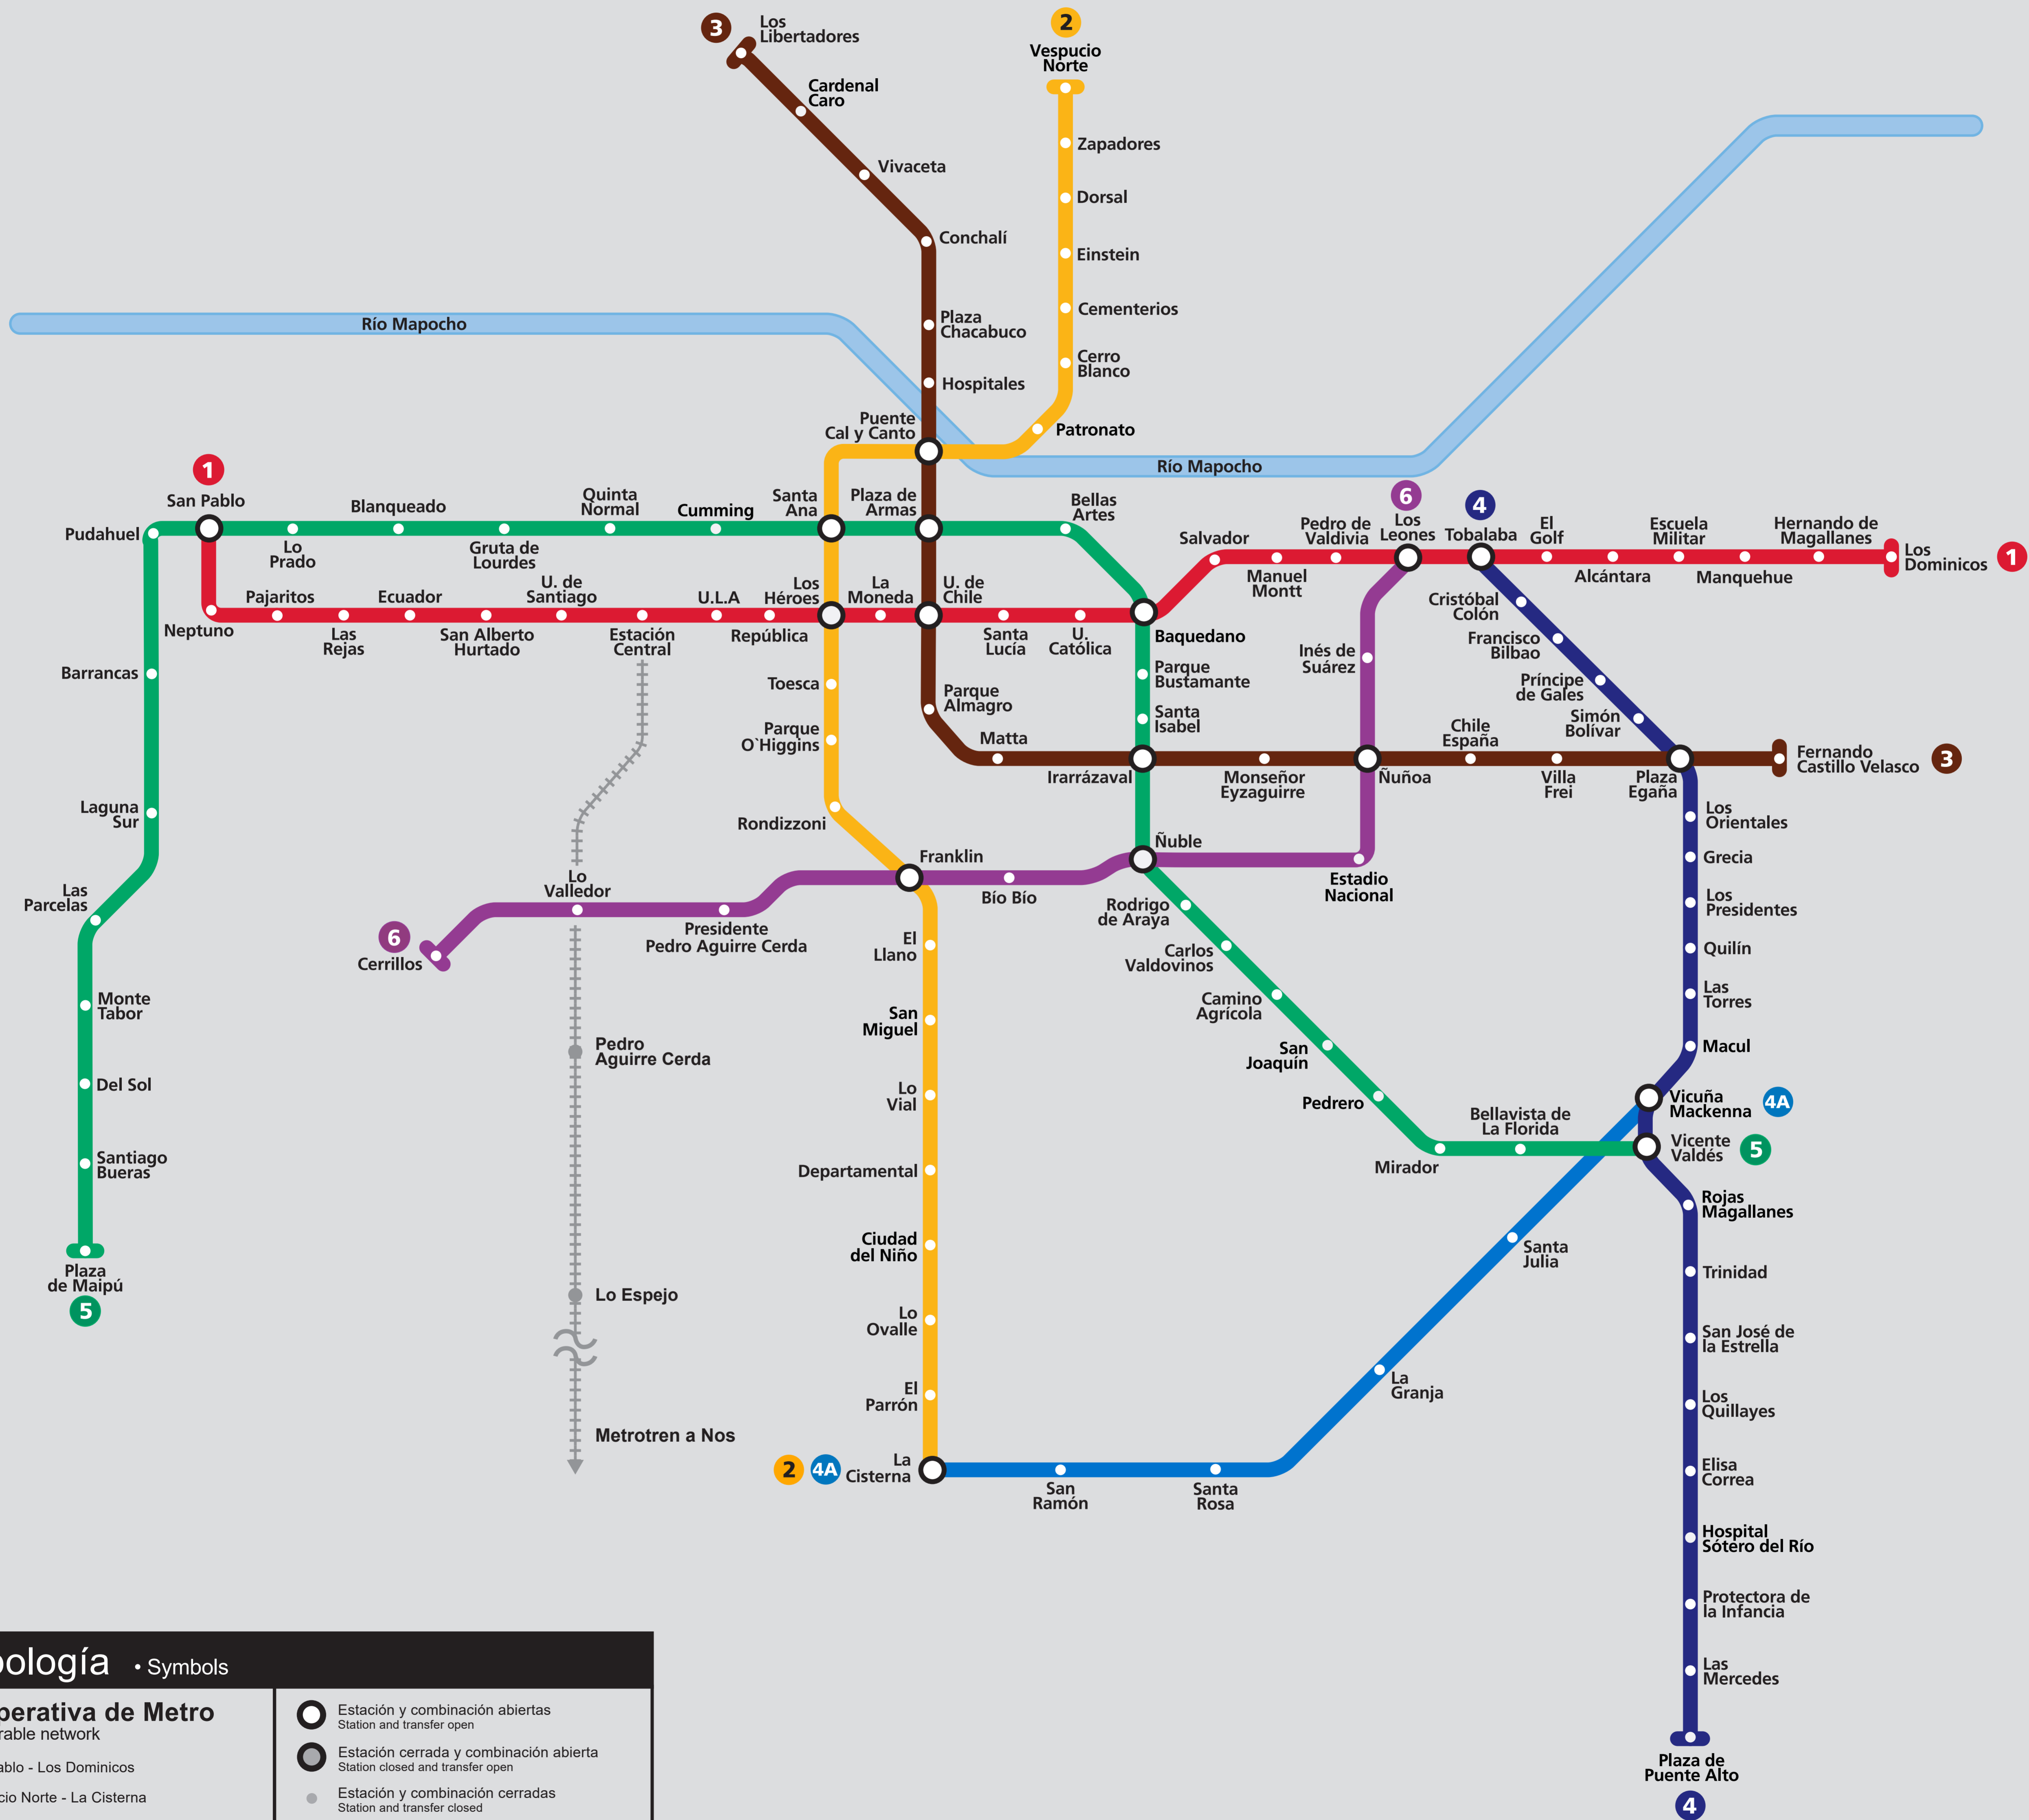 3
Los
Libertadores
2
Vespucio
Norte
Cardenal
Caro
Zapadores
Vivaceta
Dorsal
Conchalí
Einstein
Cementerios
Río Mapocho
Plaza
Chacabuco
Cerro
Blanco
Hospitales
Puente
Cal y Canto
Patronato
Río Mapocho
1
San Pablo
Pudahuel
Lo
Prado
Blanqueado
Gruta de
Lourdes
Quinta
Normal
Cumming
Santa
Ana
Plaza de
Armas
Bellas
Artes
Salvador
Manuel
Montt
Pedro de
Valdivia
6
Los
Leones
4
Tobalaba
El
Golf
Alcántara
Escuela
Militar
Manquehue
Hernando de
Magallanes
Los
Dominicos
1
Neptuno
Pajaritos
Las
Rejas
Ecuador
San Alberto
Hurtado
U. de
Santiago
Estación
Central
U.L.A
República
Los
Héroes
La
Moneda
U. de
Chile
Santa
Lucía
U.
Católica
Baquedano
Cristóbal
Colón
Francisco
Bilbao
Príncipe
de Gales
Simón
Bolívar
Inés de
Suárez
Parque
Bustamante
Santa
Isabel
Barrancas
Toesca
Parque
O`Higgins
Parque
Almagro
Matta
Irarrázaval
Monseñor
Eyzaguirre
Ñuñoa
Chile
España
Villa
Frei
Plaza
Egaña
Fernando
Castillo Velasco
3
Laguna
Sur
Rondizzoni
Franklin
Ñuble
Los
Orientales
Grecia
Las
Parcelas
Lo
Valledor
Bío Bío
Estadio
Nacional
Los
Presidentes
6
Cerrillos
Presidente
Pedro Aguirre Cerda
El
Llano
Rodrigo
de Araya
Carlos
Valdovinos
Quilín
Monte
Tabor
San
Miguel
Camino
Agrícola
Las
Torres
Pedro
Aguirre Cerda
San
Joaquín
Macul
Del Sol
Lo
Vial
Pedrero
Vicuña
Mackenna
4A
Santiago
Bueras
Departamental
Mirador
Bellavista de
La Florida
Vicente
Valdés
5
Rojas
Magallanes
Plaza
de Maipú
5
Ciudad
del Niño
Santa
Julia
Trinidad
Lo Espejo
Lo
Ovalle
San José de
la Estrella
El
Parrón
La
Granja
Los
Quillayes
Metrotren a Nos
2
4A
La
Cisterna
San
Ramón
Santa
Rosa
Elisa
Correa
Hospital
Sótero del Río
Protectora de
la Infancia
Las
Mercedes
Plaza de
Puente Alto
4
ología • Symbols
perativa de Metro
rable network
ablo - Los Dominicos
cio Norte - La Cisterna
Estación y combinación abiertas
Station and transfer open
Estación cerrada y combinación abierta
Station closed and transfer open
Estación y combinación cerradas
Station and transfer closed